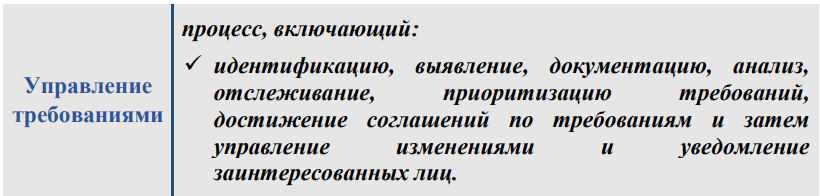 Управление
требованиями
процесс, включающий:
✓ идентификацию, выявление, документацию, анализ,
отслеживание, приоритизацию требований,
достижение соглашений по требованиям и затем
управление изменениями и уведомление
заинтересованных лиц.